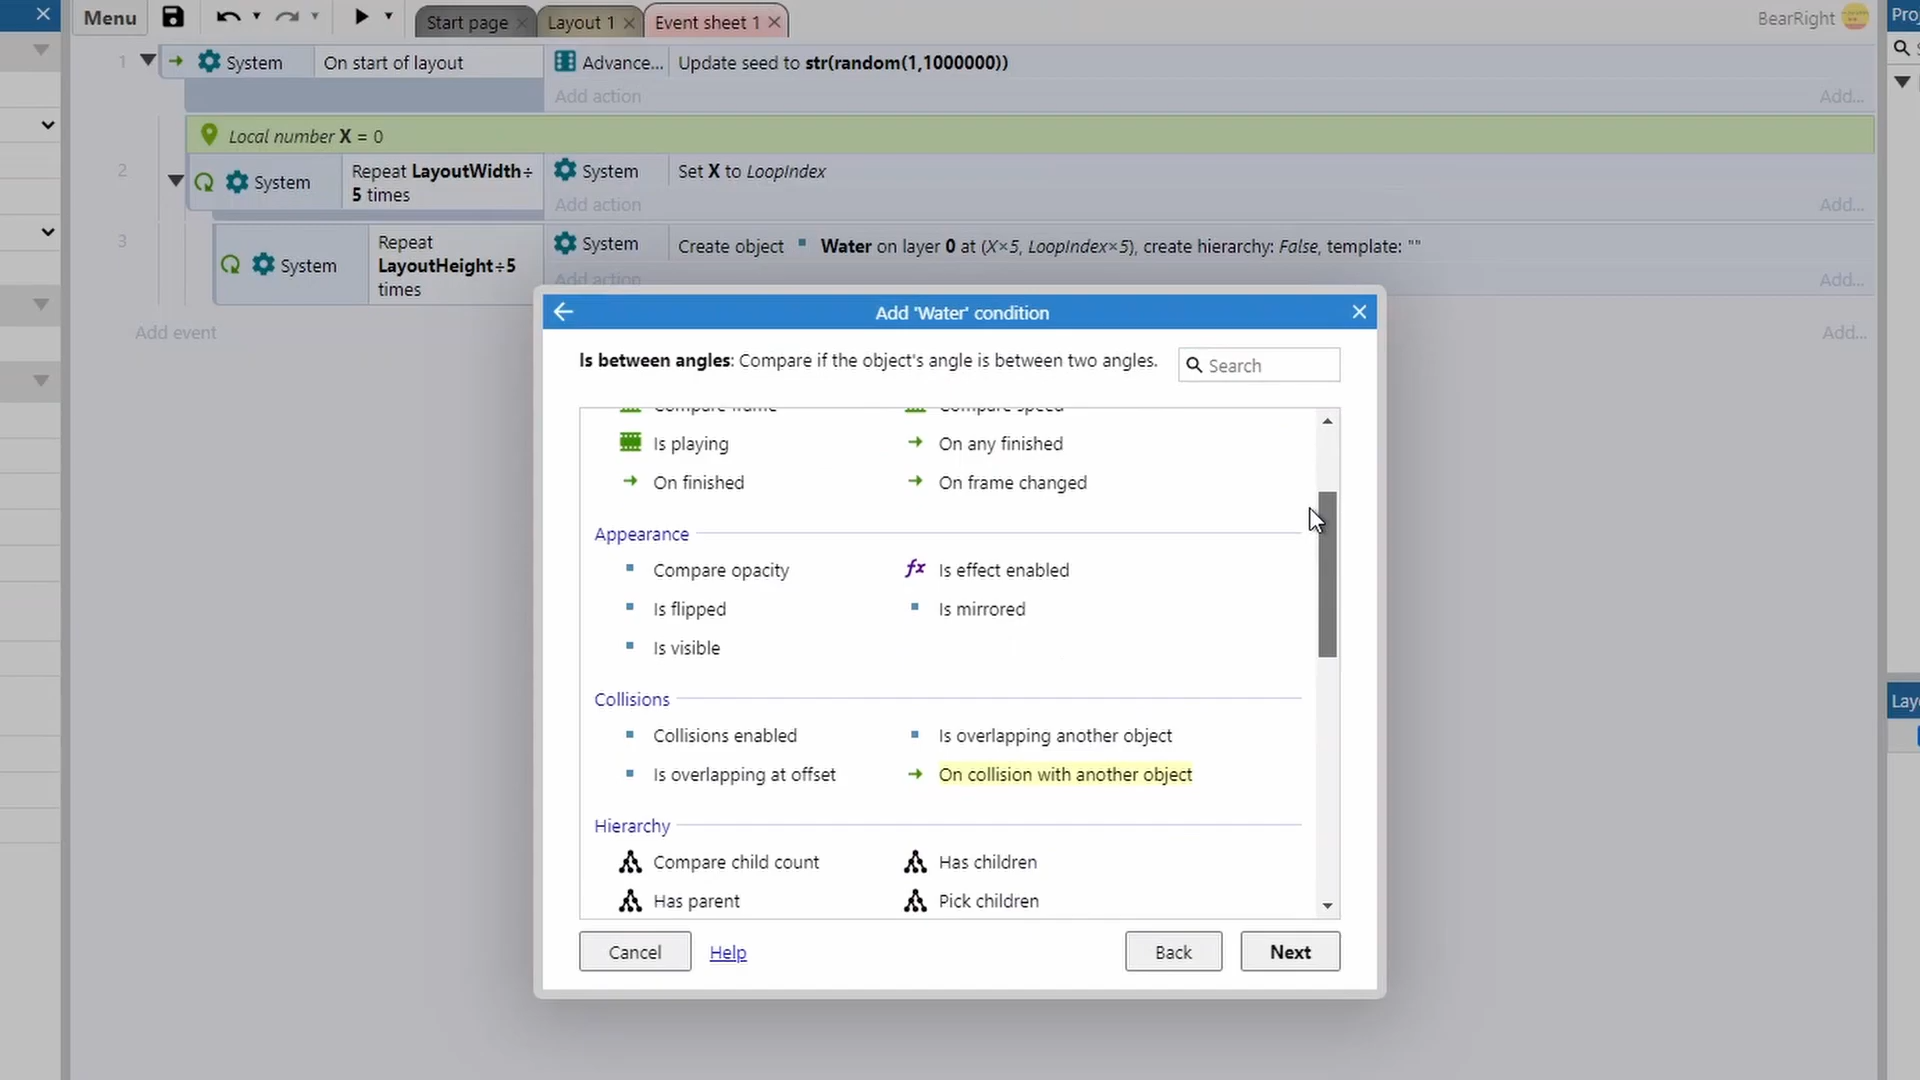 Menu
Start page
Layout 1
Event sheet 1
BearRight
1
System
On start of layout
Advance...
Update seed to str(random(1,1000000))
Add action
Add...
Local number X = 0
2
System
Repeat LayoutWidth÷
5 times
System
Set X to LoopIndex
Add action
Add...
3
System
Repeat
LayoutHeight÷5
times
System
Create object Water on layer 0 at (X×5, LoopIndex×5), create hierarchy: False, template: ""
Add action
Add...
Add event
Add...
Add 'Water' condition
Is between angles: Compare if the object's angle is between two angles.
Search
Compare frame
Compare speed
Is playing
On any finished
On finished
On frame changed
Appearance
Compare opacity
fx Is effect enabled
Is flipped
Is mirrored
Is visible
Collisions
Collisions enabled
Is overlapping another object
Is overlapping at offset
On collision with another object
Hierarchy
Compare child count
Has children
Has parent
Pick children
Cancel
Help
Back
Next